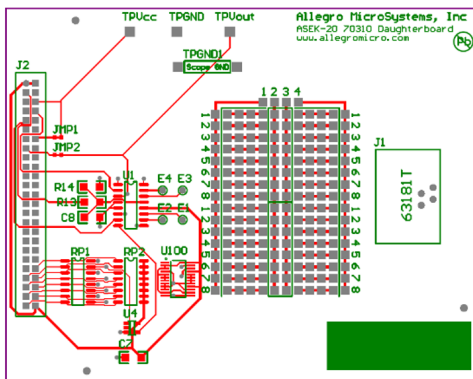 TPVcc TPGND TPVout
Allegro MicroSystems, Inc
ASEK-20 70310 Daughterboard
www.allegromicro.com
Pb
TPGND1
Scope GND
J2
1 2 3 4
JMP1
JMP2
J1
63181T
R14
R13
C8
U1
E4 E3
E2 E1
RP1 RP2 U100
U4
C7
1 1
2 2
3 3
4 4
5 5
6 6
7 7
8 8
1 1
2 2
3 3
4 4
5 5
6 6
7 7
8 8